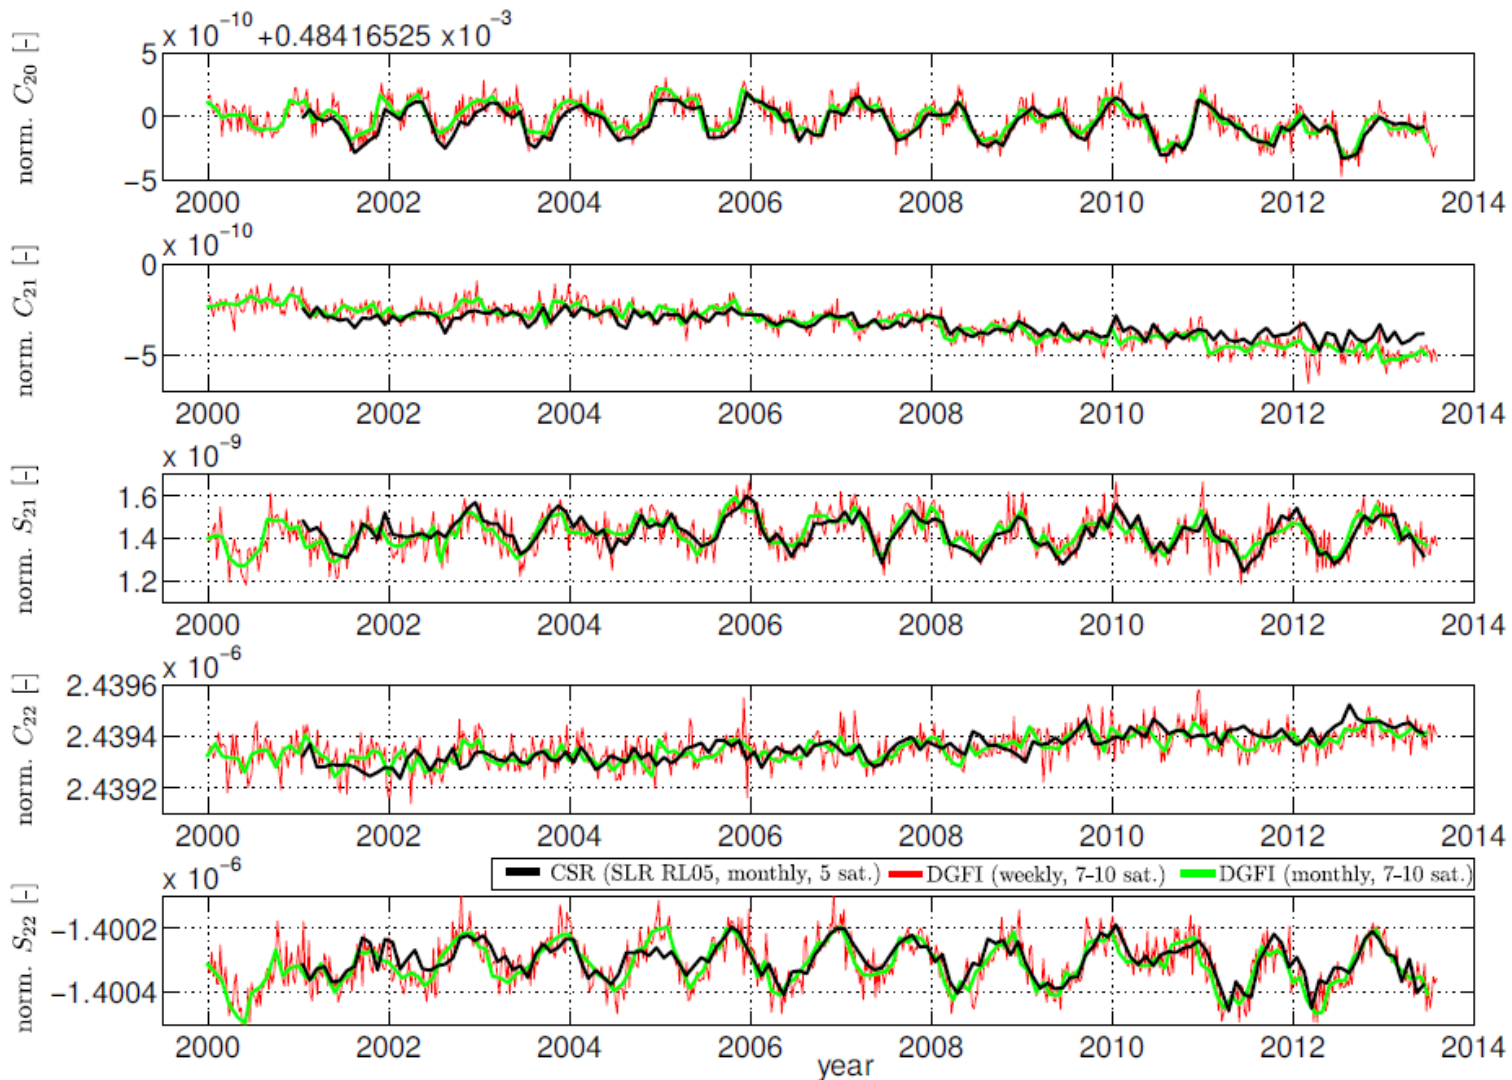 x 10^−10 +0.48416525 x10^−3
norm. C20 [-]
5
0
−5
2000 2002 2004 2006 2008 2010 2012 2014
x 10^−10
norm. C21 [-]
0
−5
2000 2002 2004 2006 2008 2010 2012 2014
x 10^−9
norm. S21 [-]
1.6
1.4
1.2
2000 2002 2004 2006 2008 2010 2012 2014
x 10^−6
norm. C22 [-]
2.4396
2.4394
2.4392
2000 2002 2004 2006 2008 2010 2012 2014
CSR (SLR RL05, monthly, 5 sat.) DGFI (weekly, 7-10 sat.) DGFI (monthly, 7-10 sat.)
x 10^−6
norm. S22 [-]
−1.4002
−1.4004
2000 2002 2004 2006 2008 2010 2012 2014
year